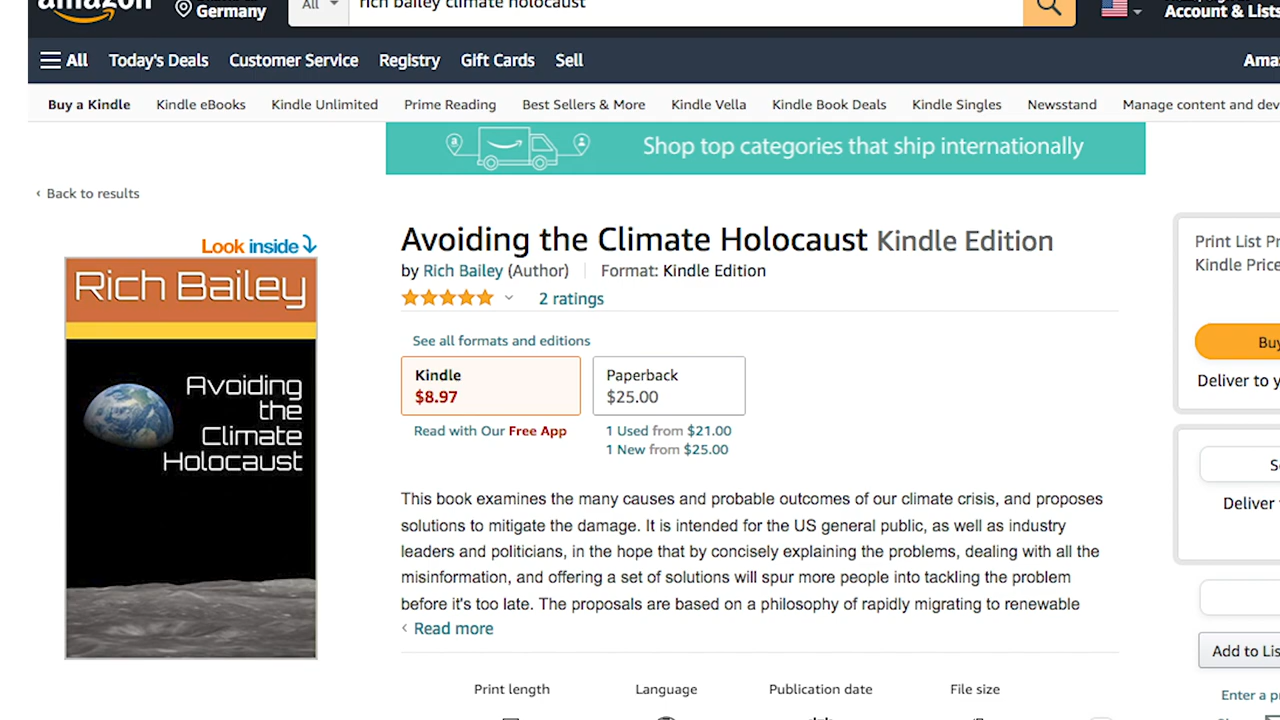 amazon
Germany
All
rich bailey climate holocaust
Account & Lists
All Today's Deals Customer Service Registry Gift Cards Sell
Buy a Kindle Kindle eBooks Kindle Unlimited Prime Reading Best Sellers & More Kindle Vella Kindle Book Deals Kindle Singles Newsstand Manage content and dev
Shop top categories that ship internationally
‹ Back to results
Look inside
Rich Bailey
Avoiding
the
Climate
Holocaust
Avoiding the Climate Holocaust Kindle Edition
by Rich Bailey (Author) Format: Kindle Edition
2 ratings
See all formats and editions
Kindle
$8.97
Paperback
$25.00
Read with Our Free App
1 Used from $21.00
1 New from $25.00
This book examines the many causes and probable outcomes of our climate crisis, and proposes
solutions to mitigate the damage. It is intended for the US general public, as well as industry
leaders and politicians, in the hope that by concisely explaining the problems, dealing with all the
misinformation, and offering a set of solutions will spur more people into tackling the problem
before it's too late. The proposals are based on a philosophy of rapidly migrating to renewable
‹ Read more
Print length Language Publication date File size
Print List Pr
Kindle Price
Buy
Deliver to y
Deliver
Add to Lis
Enter a p